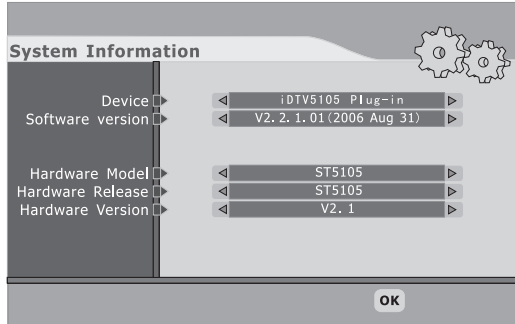 System Information
Device iDTV5105 Plug-in
Software version V2.2.1.01(2006 Aug 31)
Hardware Model ST5105
Hardware Release ST5105
Hardware Version V2.1
OK